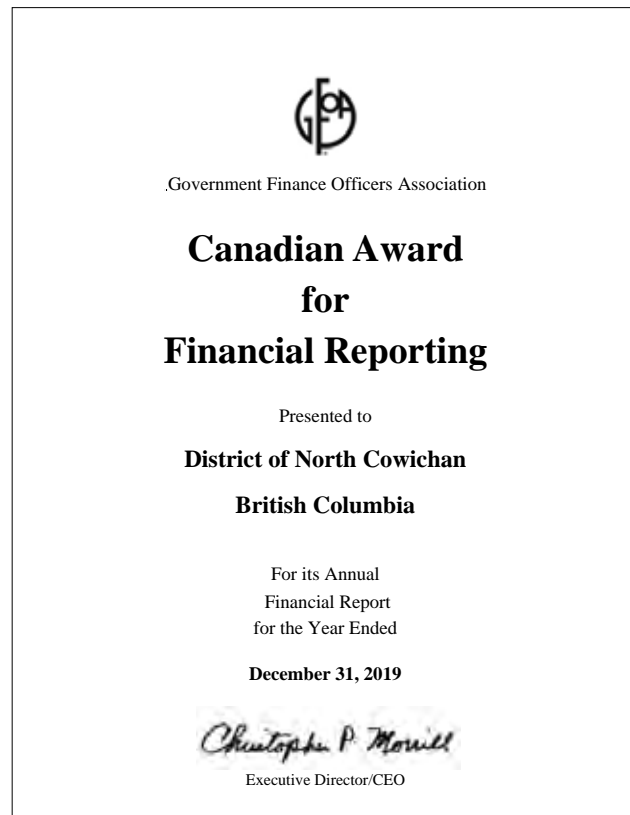 GFOA
.Government Finance Officers Association
Canadian Award
for
Financial Reporting
Presented to
District of North Cowichan
British Columbia
For its Annual
Financial Report
for the Year Ended
December 31, 2019
Christopher P. Morrill
Executive Director/CEO